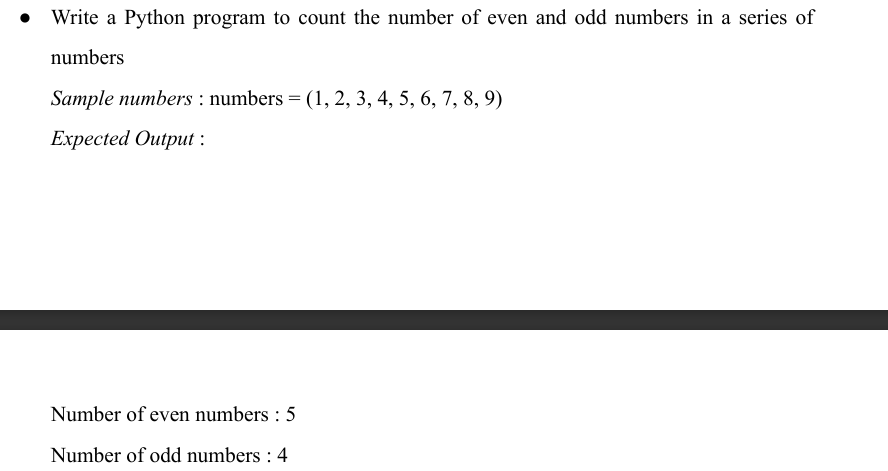 ● Write a Python program to count the number of even and odd numbers in a series of
numbers
Sample numbers : numbers = (1, 2, 3, 4, 5, 6, 7, 8, 9)
Expected Output :
Number of even numbers : 5
Number of odd numbers : 4